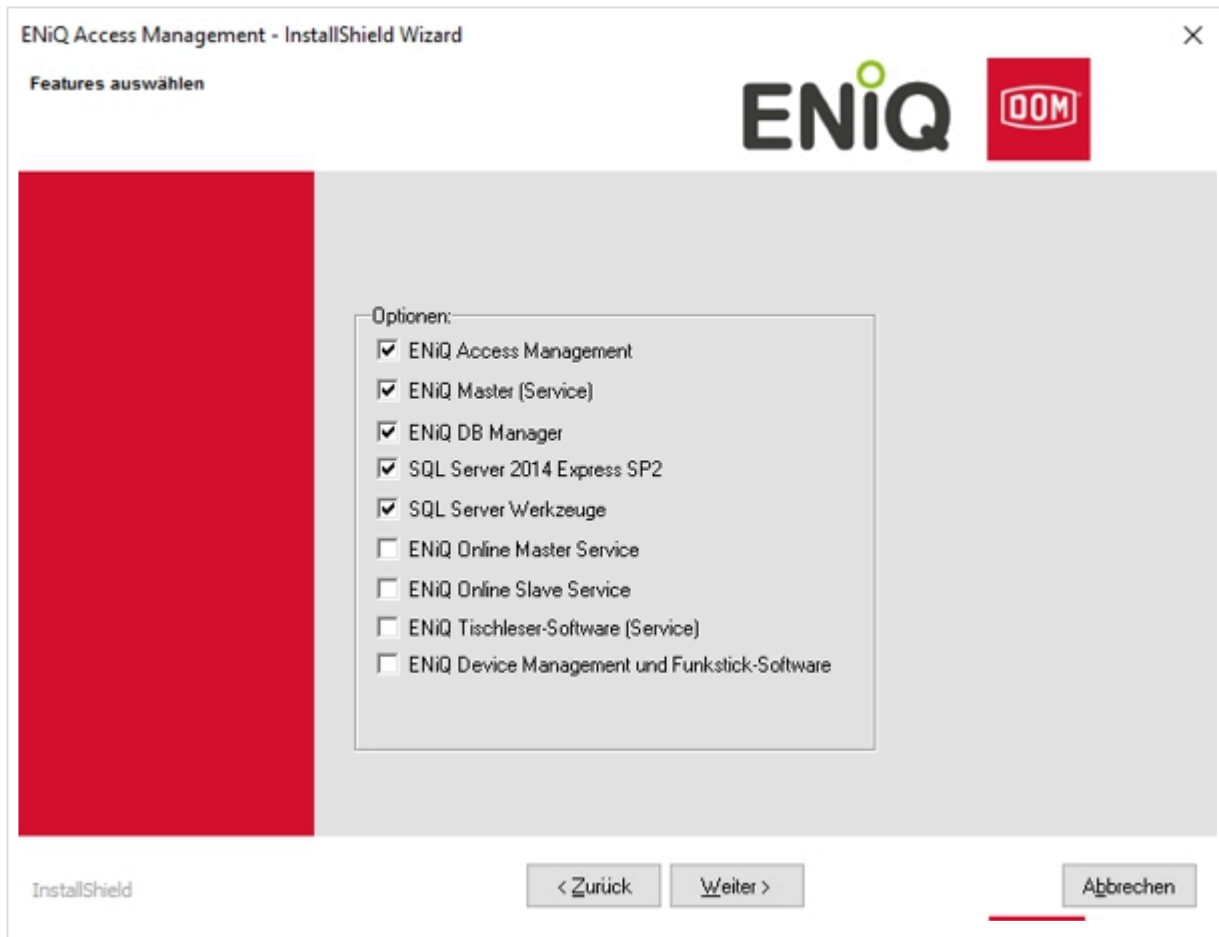 ENiQ Access Management - InstallShield Wizard
Features auswählen
ENiQ
DOM
Optionen:
ENiQ Access Management
ENiQ Master (Service)
ENiQ DB Manager
SQL Server 2014 Express SP2
SQL Server Werkzeuge
ENiQ Online Master Service
ENiQ Online Slave Service
ENiQ Tischleser-Software (Service)
ENiQ Device Management und Funkstick-Software
InstallShield
< Zurück
Weiter >
Abbrechen